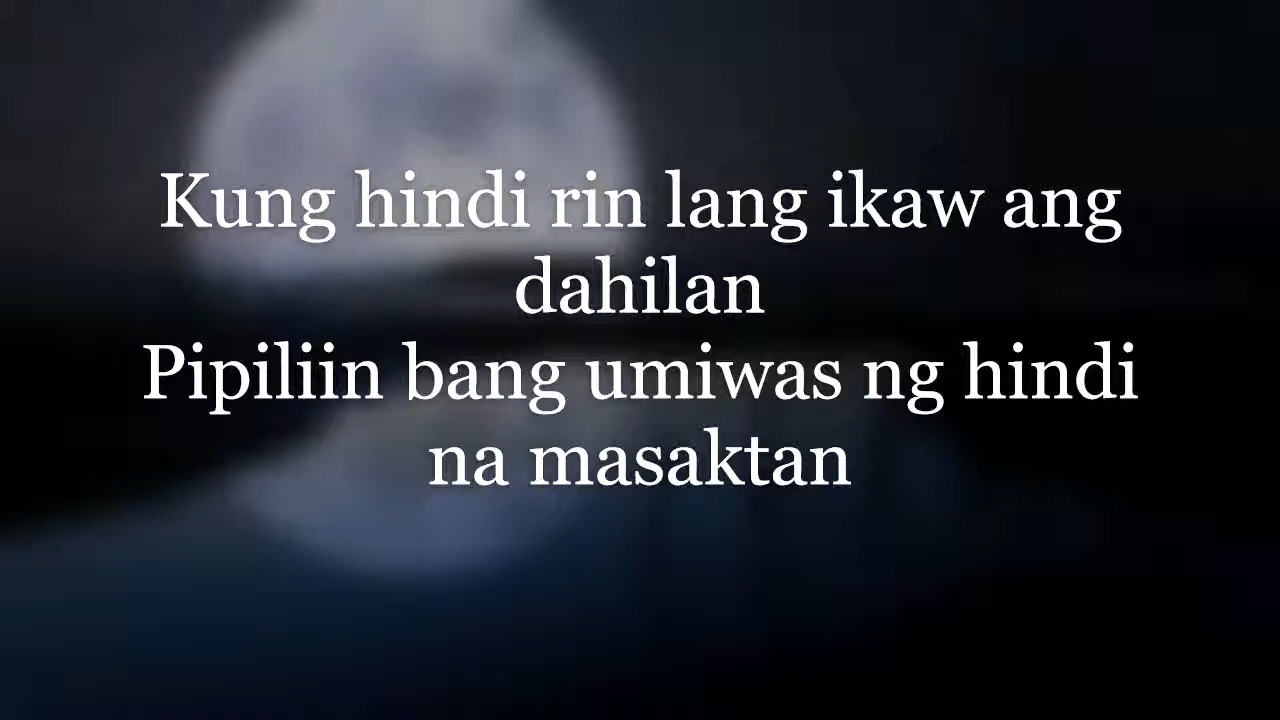 Kung hindi rin lang ikaw ang
dahilan
Pipiliin bang umiwas ng hindi
na masaktan